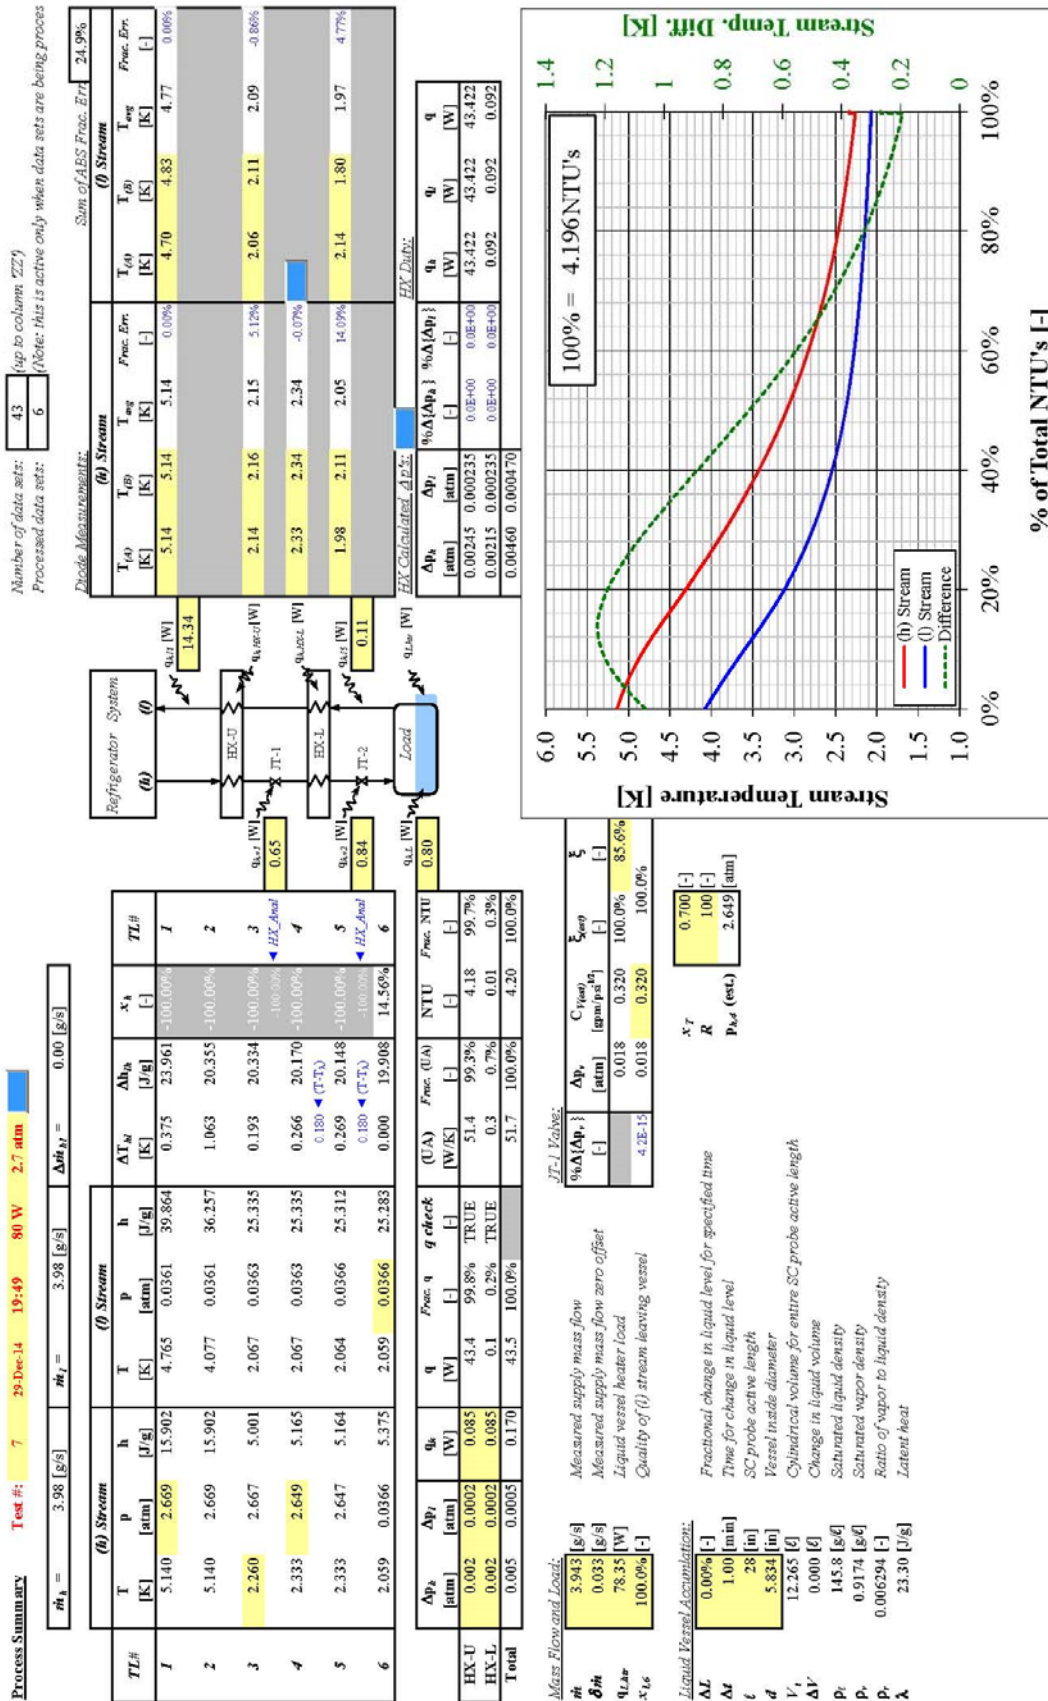 Process Summary Test #: 7 29-Dec-14 19:49 80 W 2.7 atm
ṁh = 3.98 [g/s] ṁl = 3.98 [g/s] Δṁhl = 0.00 [g/s]
TL# (h) Stream (l) Stream ΔThl Δhlh xh TL#
T p h T p h
[K] [atm] [J/g] [K] [atm] [J/g] [K] [J/g] [-]
1 5.140 2.669 15.902 4.765 0.0361 39.864 0.375 23.961 -100.00% 1
2 5.140 2.669 15.902 4.077 0.0361 36.257 1.063 20.355 -100.00% 2
3 2.260 2.667 5.001 2.067 0.0363 25.335 0.193 20.334 -100.00% 3
-100.00% ◄ HX_Anal
4 2.333 2.649 5.165 2.067 0.0363 25.335 0.266 20.170 -100.00% 4
0.180 ◄ (T-Tλ)
5 2.333 2.647 5.164 2.064 0.0366 25.312 0.269 20.148 -100.00% 5
0.180 ◄ (T-Tλ) -100.00% ◄ HX_Anal
6 2.059 0.0366 5.375 2.059 0.0366 25.283 0.000 19.908 14.56% 6
Δph Δpl qk q Frac. q q check (UA) Frac. (UA) NTU Frac. NTU
[atm] [atm] [W] [W] [-] [-] [W/K] [-] [-] [-]
HX-U 0.002 0.0002 0.085 43.4 99.8% TRUE 51.4 99.3% 4.18 99.7%
HX-L 0.002 0.0002 0.085 0.1 0.2% TRUE 0.3 0.7% 0.01 0.3%
Total 0.005 0.0005 0.170 43.5 100.0% 51.7 100.0% 4.20 100.0%
Mass Flow and Load:
ṁ 3.943 [g/s] Measured supply mass flow
δṁ 0.033 [g/s] Measured supply mass flow zero offset
qL,htr 78.35 [W] Liquid vessel heater load
xL6 100.0% [-] Quality of (l) stream leaving vessel
Liquid Vessel Accumlation:
ΔL 0.00% [-] Fractional change in liquid level for specified time
Δt 1.00 [min] Time for change in liquid level
ℓ 28 [in] SC probe active length
d 5.834 [in] Vessel inside diameter
Vt 12.265 [ℓ] Cylindrical volume for entire SC probe active length
ΔV 0.000 [ℓ] Change in liquid volume
ρℓ 145.8 [g/ℓ] Saturated liquid density
ρv 0.9174 [g/ℓ] Saturated vapor density
ρr 0.006294 [-] Ratio of vapor to liquid density
λ 23.30 [J/g] Latent heat
JT-1 Valve:
%Δ{Δpv} Δpv CV(est) ξx(est) ξ
[-] [atm] [gpm/psi^1/2] [-] [-]
0.018 0.320 100.0% 85.6%
4.2E-15 0.018 0.320 100.0%
xT 0.700 [-]
R 100 [-]
ph,4 (est.) 2.649 [atm]
Refrigerator System
(h) (l)
HX-U
JT-1
HX-L
JT-2
Load
[W]
0.65
[W]
0.84
[W]
0.80
[W]
14.34
qk,HX-U [W]
qk,HX-L [W]
[W]
0.11
qL,htr [W]
Number of data sets: 43 (up to column 'ZZ')
Processed data sets: 6 (Note: this is active only when data sets are being proces
Diode Measurements: Sum of ABS Frac. Err. 24.9%
(h) Stream (l) Stream
T(A) T(B) Tavg Frac. Err. T(A) T(B) Tavg Frac. Err.
[K] [K] [K] [-] [K] [K] [K] [-]
5.14 5.14 5.14 0.00% 4.70 4.83 4.77 0.00%
2.14 2.16 2.15 5.12% 2.06 2.11 2.09 -0.86%
2.33 2.34 2.34 -0.07%
1.98 2.11 2.05 14.09% 2.14 1.80 1.97 4.77%
HX Calculated Δp's: HX Duty:
Δph Δpl %Δ{Δph} %Δ{Δpl} qh ql q
[atm] [atm] [-] [-] [W] [W] [W]
0.00245 0.000235 0.0E+00 0.0E+00 43.422 43.422 43.422
0.00215 0.000235 0.0E+00 0.0E+00 0.092 0.092 0.092
0.00460 0.000470
Stream Temperature [K]
6.0
5.5
5.0
4.5
4.0
3.5
3.0
2.5
2.0
1.5
1.0
100% = 4.196NTU's
(h) Stream
(l) Stream
Difference
0% 20% 40% 60% 80% 100%
% of Total NTU's [-]
Stream Temp. Diff. [K]
1.4
1.2
1
0.8
0.6
0.4
0.2
0